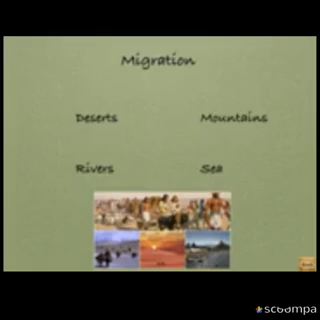 Migration
Deserts Mountains
Rivers Sea
scoompa